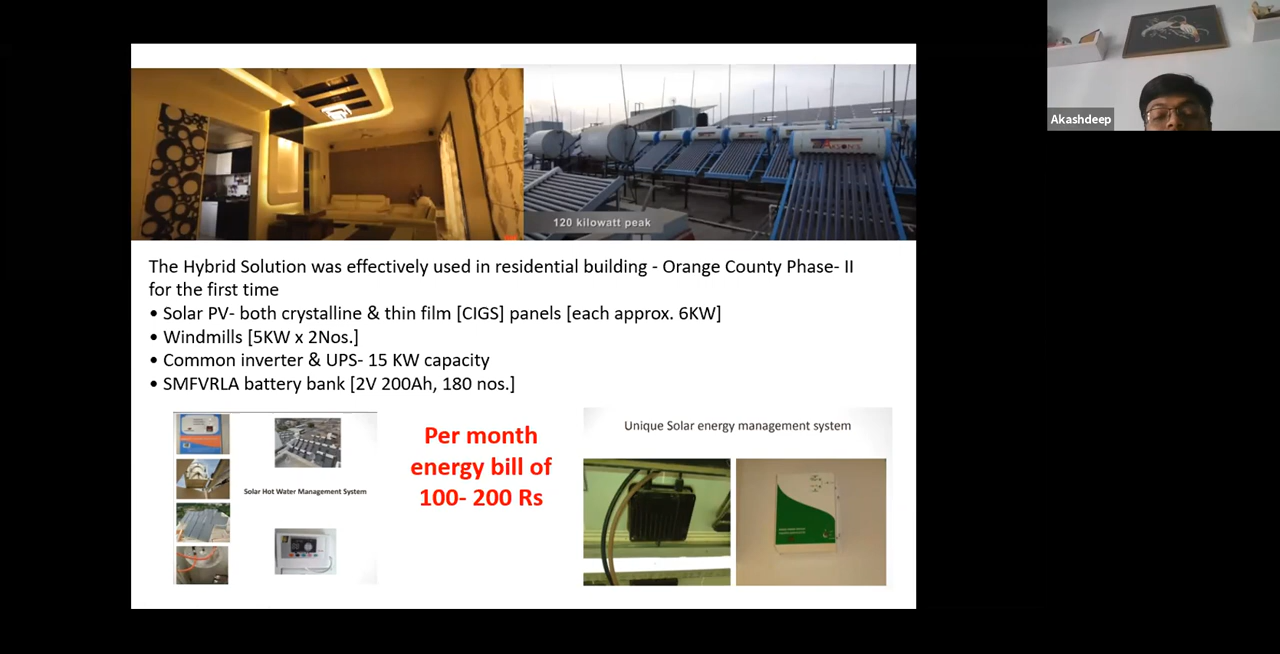 Akashdeep
120 kilowatt peak
The Hybrid Solution was effectively used in residential building - Orange County Phase- II
for the first time
• Solar PV- both crystalline & thin film [CIGS] panels [each approx. 6KW]
• Windmills [5KW x 2Nos.]
• Common inverter & UPS- 15 KW capacity
• SMFVRLA battery bank [2V 200Ah, 180 nos.]
Solar Hot Water Management System
Per month
energy bill of
100- 200 Rs
Unique Solar energy management system